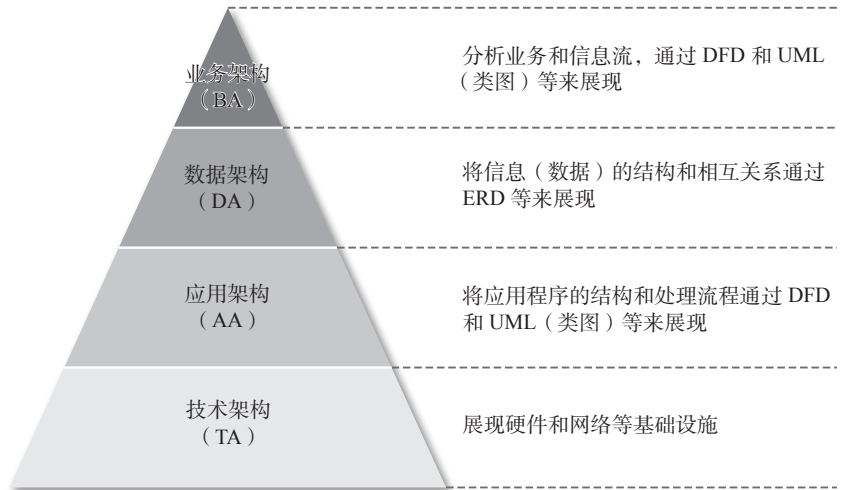 业务架构
（BA）
分析业务和信息流，通过 DFD 和 UML
（类图）等来展现
数据架构
（DA）
将信息（数据）的结构和相互关系通过
ERD 等来展现
应用架构
（AA）
将应用程序的结构和处理流程通过 DFD
和 UML（类图）等来展现
技术架构
（TA）
展现硬件和网络等基础设施